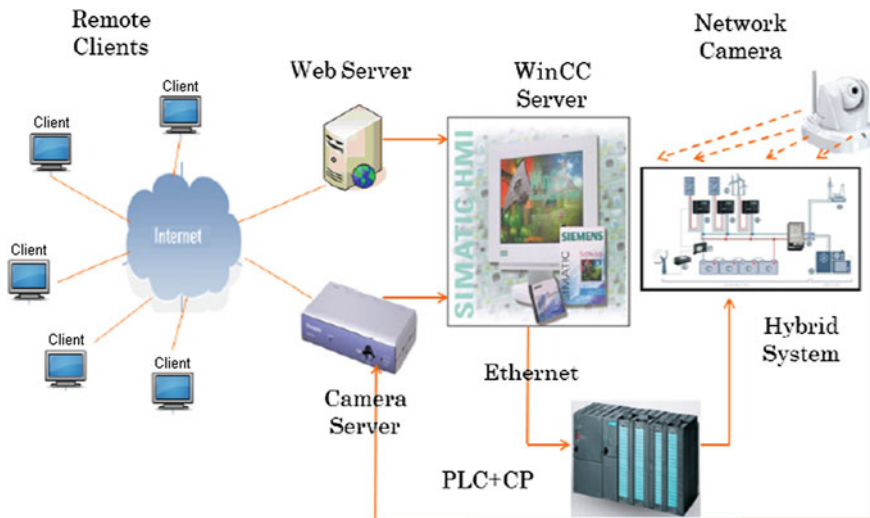 Remote
Clients
Client
Client
Client
Client
Client
Internet
Web Server
Camera
Server
WinCC
Server
SIMATIC HMI
SIEMENS
SIMATIC
Ethernet
PLC+CP
Network
Camera
Hybrid
System